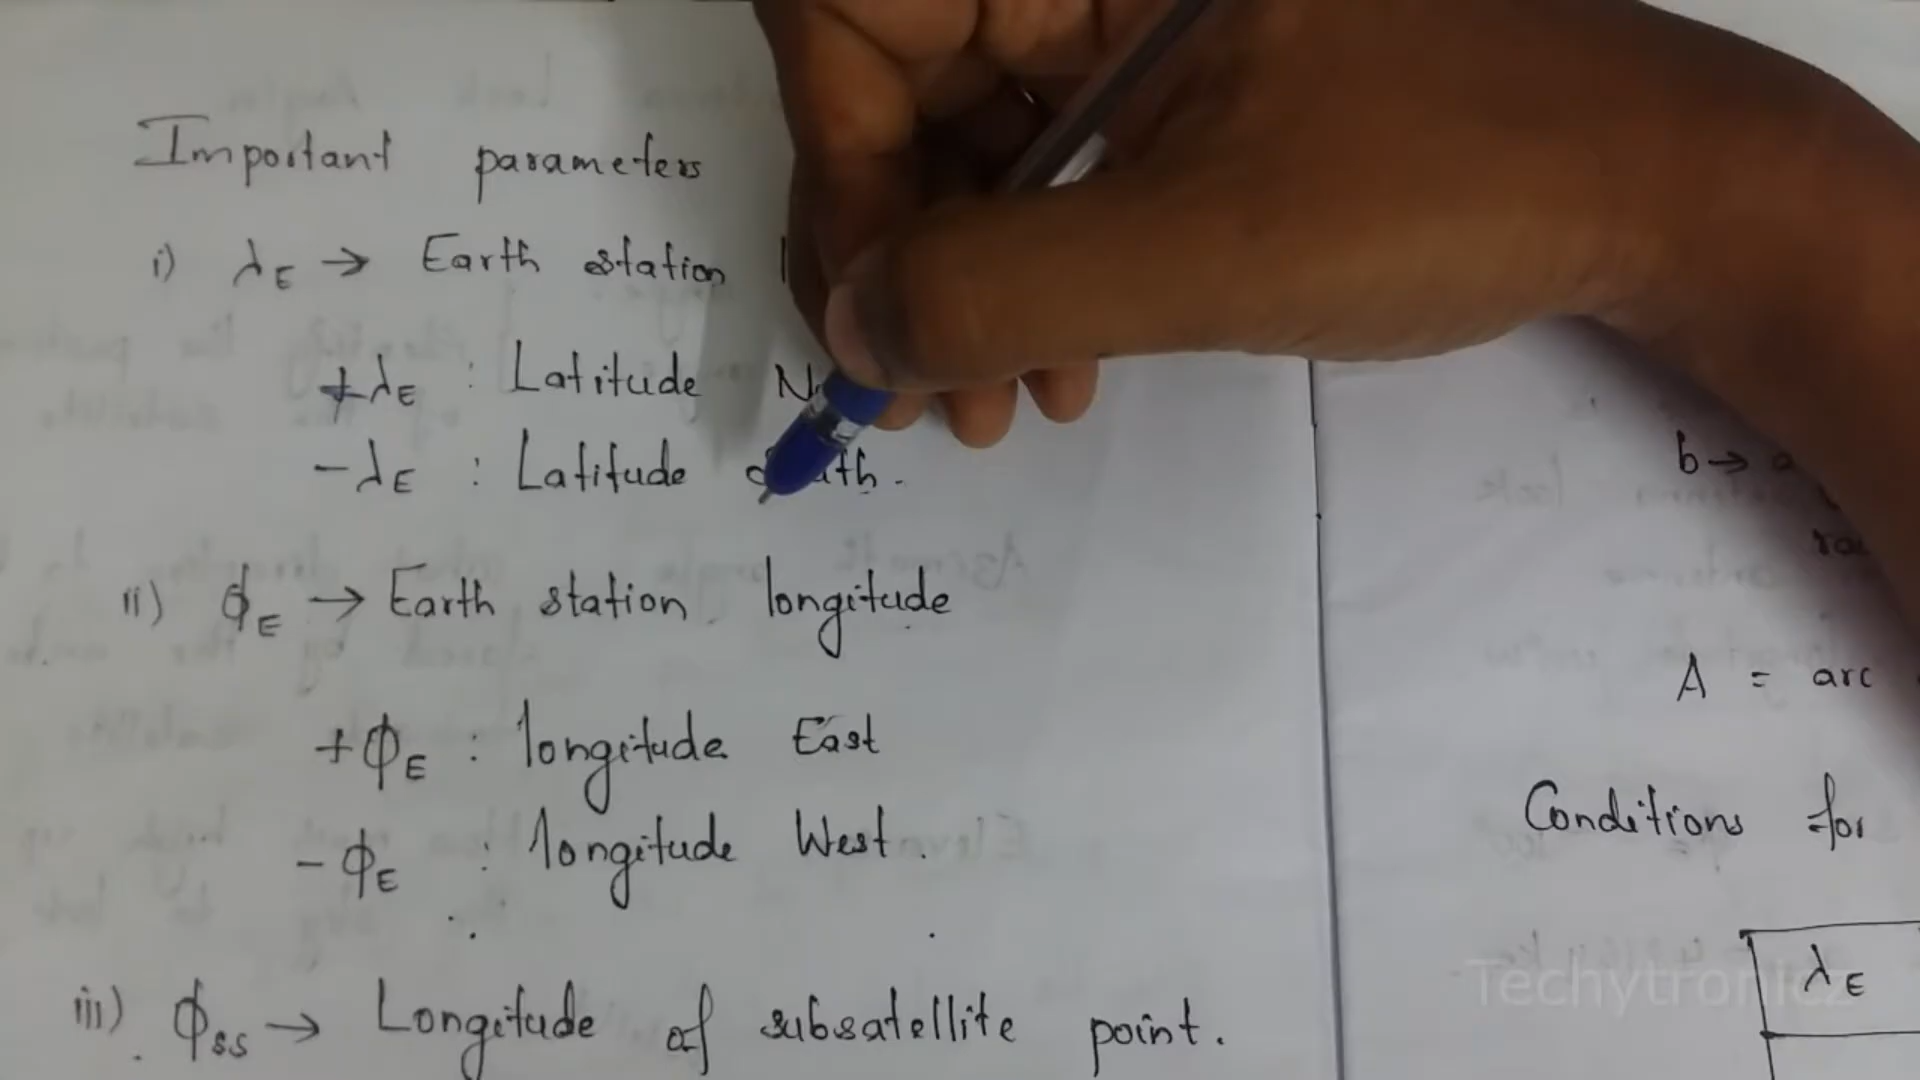 Important parameters
i) λE → Earth station
+λE : Latitude
-λE : Latitude
ii) ϕE → Earth station longitude
+ϕE : longitude East
-ϕE : longitude West.
iii) ϕss → Longitude of subsatellite point.
b →
A = arc
Conditions for
λE
Techytronicz